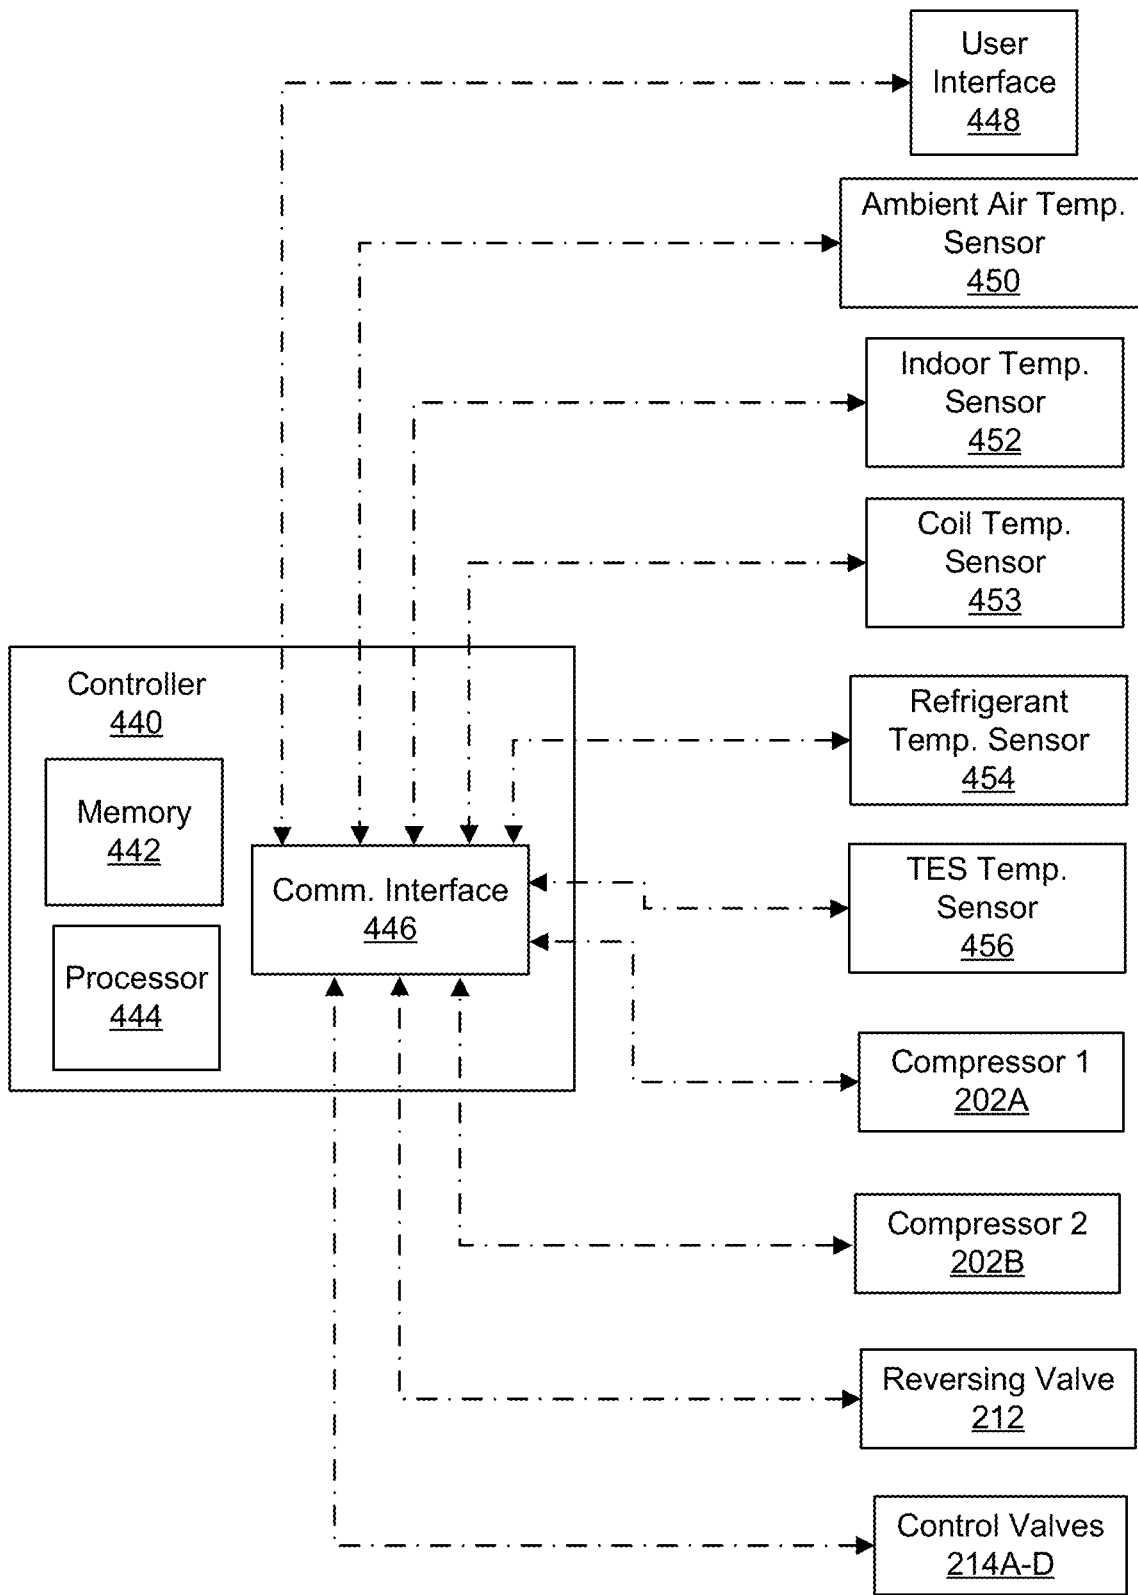 User
Interface
448
Ambient Air Temp.
Sensor
450
Indoor Temp.
Sensor
452
Coil Temp.
Sensor
453
Controller
440
Memory
442
Processor
444
Comm. Interface
446
Refrigerant
Temp. Sensor
454
TES Temp.
Sensor
456
Compressor 1
202A
Compressor 2
202B
Reversing Valve
212
Control Valves
214A-D